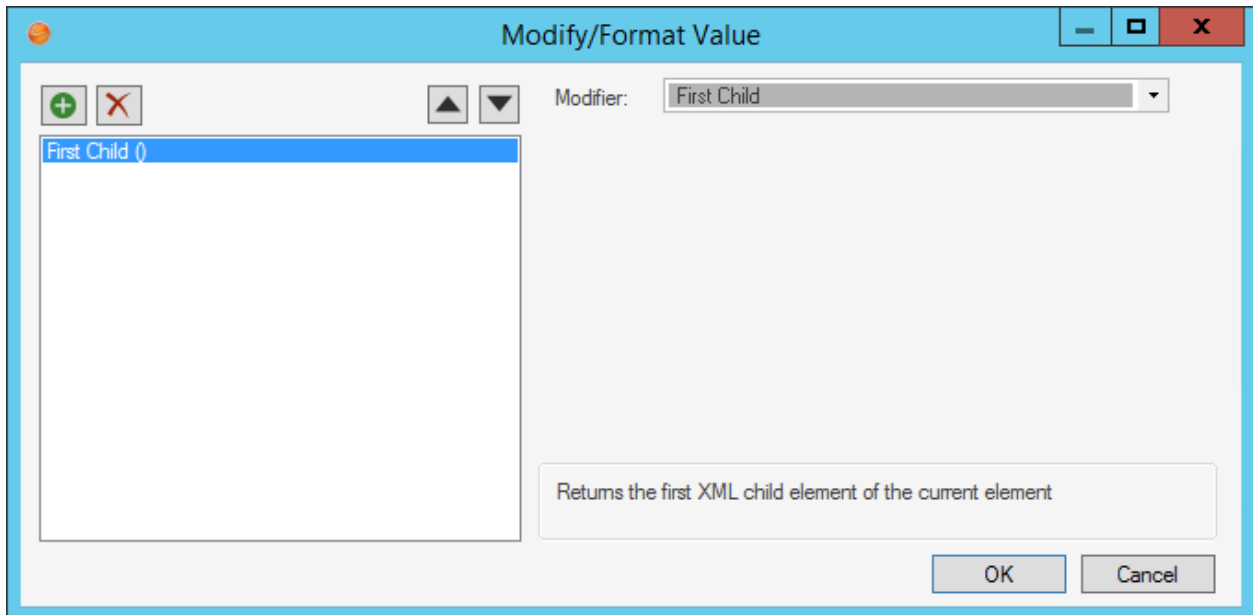 Modify/Format Value
Modifier: First Child
First Child ()
Returns the first XML child element of the current element
OK Cancel